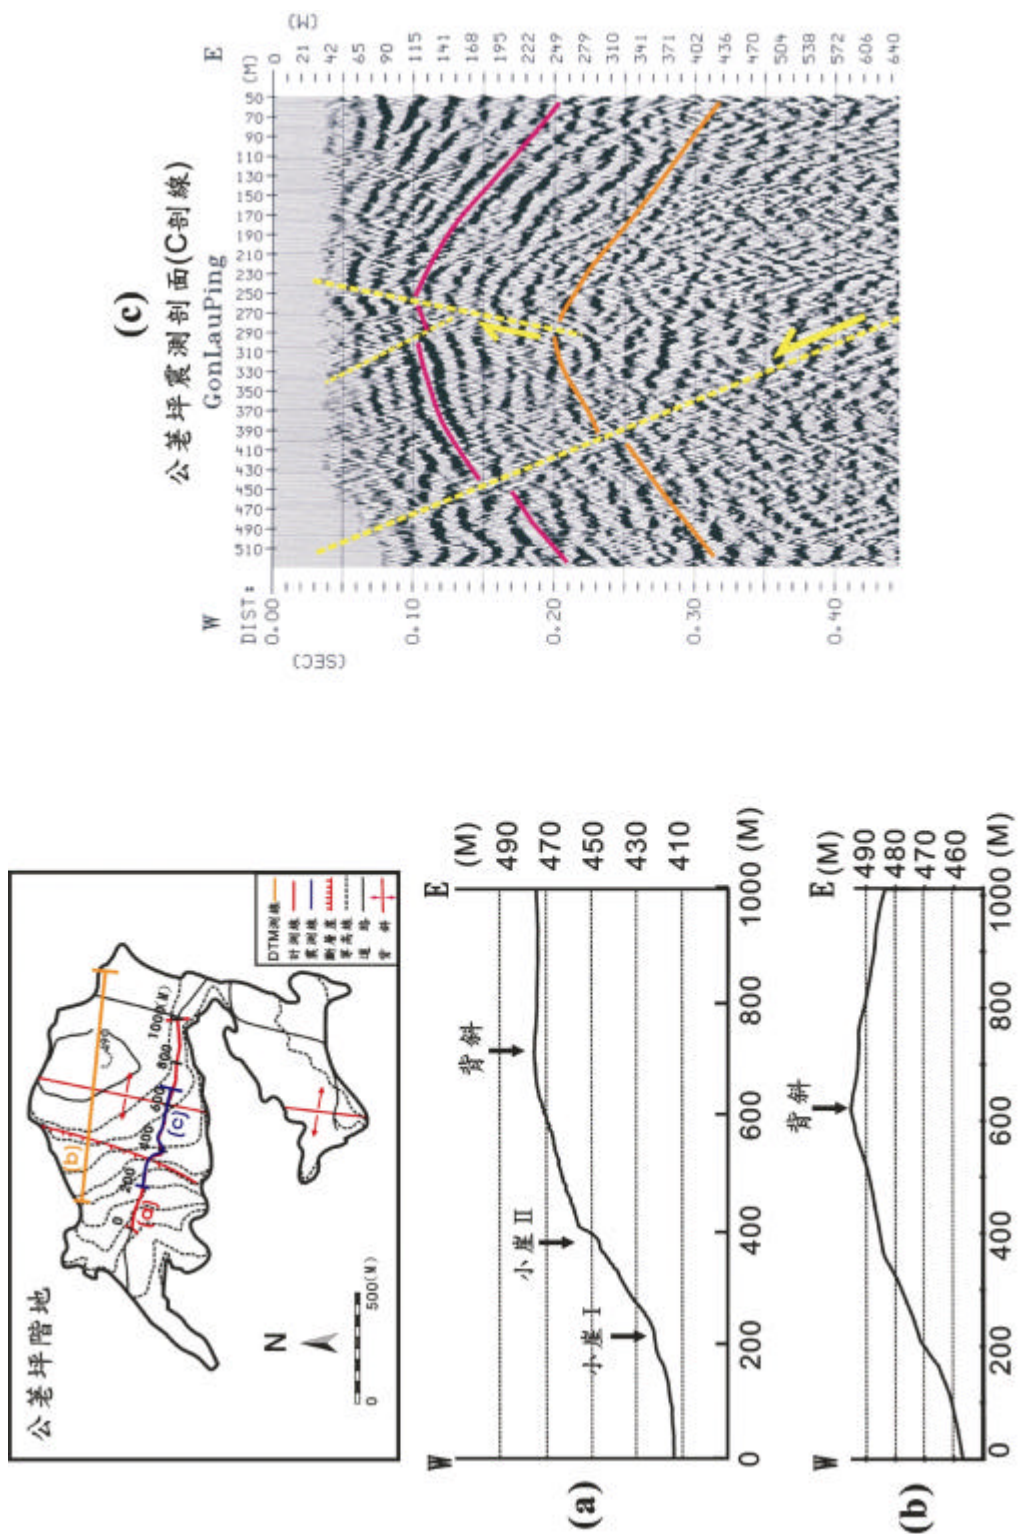 公荖坪階地
N
0
500(M)
490
(b)
0
200
400
600
800
1000(M)
(a)
(c)
DTM測線
計測線
震測線
斷層崖
等高線
道 路
背 斜
(a)
W
E
(M)
490
470
450
430
410
小崖 I
小崖 II
背斜
0
200
400
600
800
1000 (M)
(b)
W
E
(M)
490
480
470
460
背斜
0
200
400
600
800
1000 (M)
(c)
公荖坪震測剖面(C剖線)
GonLauPing
W
E
DIST:
510
490
470
450
430
410
390
370
350
330
310
290
270
250
230
210
190
170
150
130
110
90
70
50
(M)
(SEC)
0.00
0.10
0.20
0.30
0.40
(M)
0
21
42
65
90
115
141
168
195
222
249
279
310
341
371
402
436
470
504
538
572
606
640